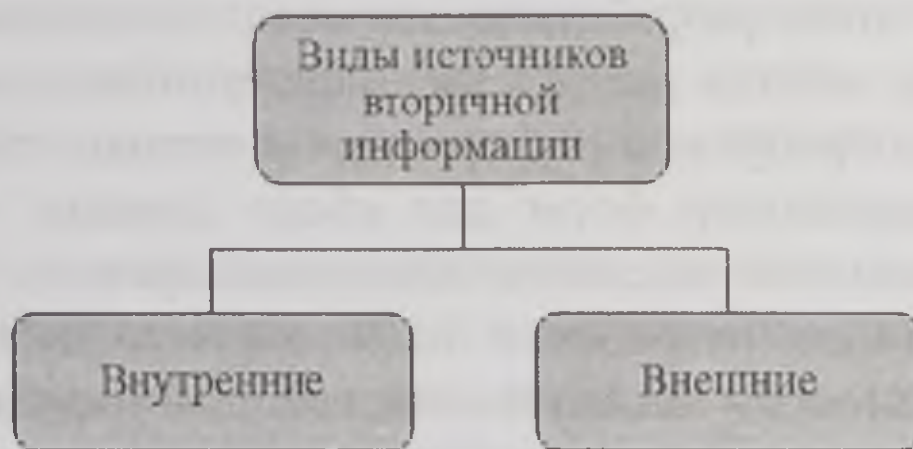 Виды источников
вторичной
информации
Внутренние
Внешние